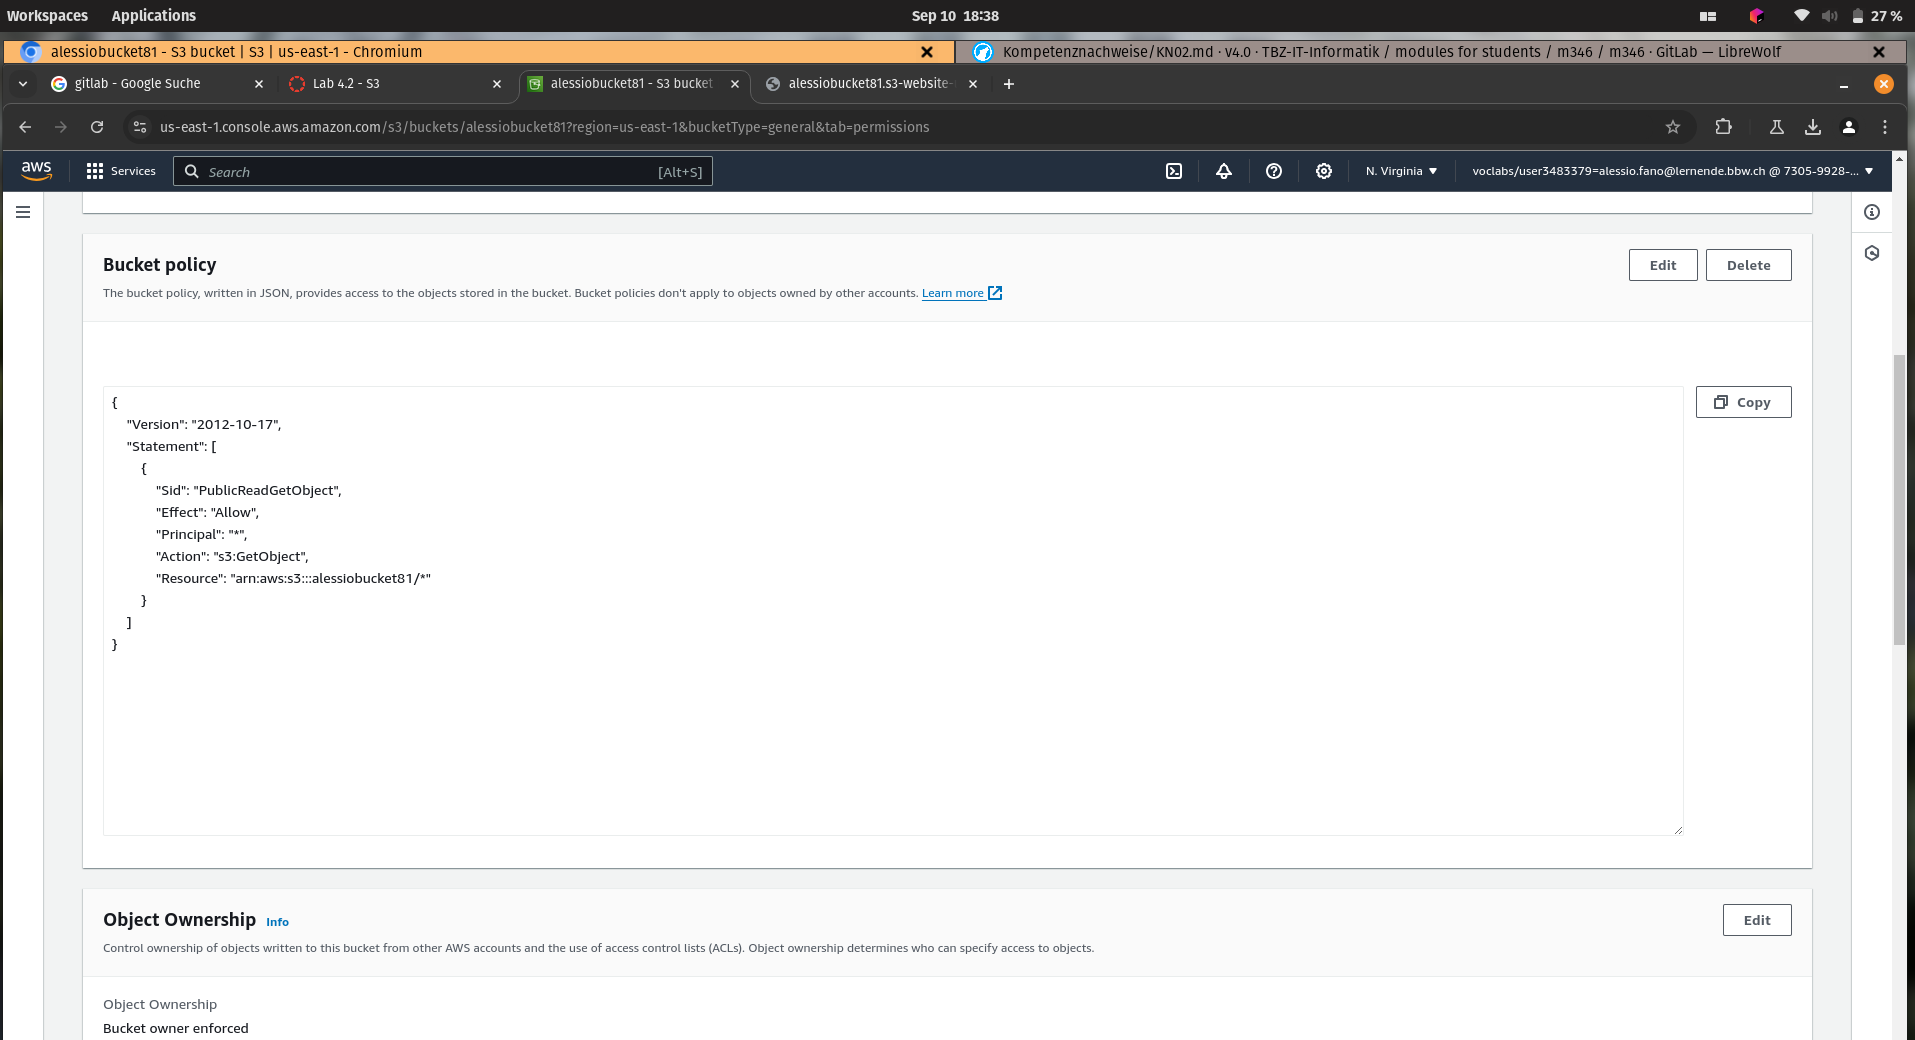 Workspaces Applications Sep 10 18:38 27 %
alessiobucket81 - S3 bucket | S3 | us-east-1 - Chromium Kompetenznachweise/KN02.md · v4.0 · TBZ-IT-Informatik / modules for students / m346 / m346 · GitLab — LibreWolf
gitlab - Google Suche Lab 4.2 - S3 alessiobucket81 - S3 bucket alessiobucket81.s3-website-
us-east-1.console.aws.amazon.com/s3/buckets/alessiobucket81?region=us-east-1&bucketType=general&tab=permissions
aws Services Search [Alt+S] N. Virginia voclabs/user3483379=alessio.fano@lernende.bbw.ch @ 7305-9928-...
Bucket policy Edit Delete
The bucket policy, written in JSON, provides access to the objects stored in the bucket. Bucket policies don't apply to objects owned by other accounts. Learn more
Copy
{
    "Version": "2012-10-17",
    "Statement": [
        {
            "Sid": "PublicReadGetObject",
            "Effect": "Allow",
            "Principal": "*",
            "Action": "s3:GetObject",
            "Resource": "arn:aws:s3:::alessiobucket81/*"
        }
    ]
}
Object Ownership Info Edit
Control ownership of objects written to this bucket from other AWS accounts and the use of access control lists (ACLs). Object ownership determines who can specify access to objects.
Object Ownership
Bucket owner enforced